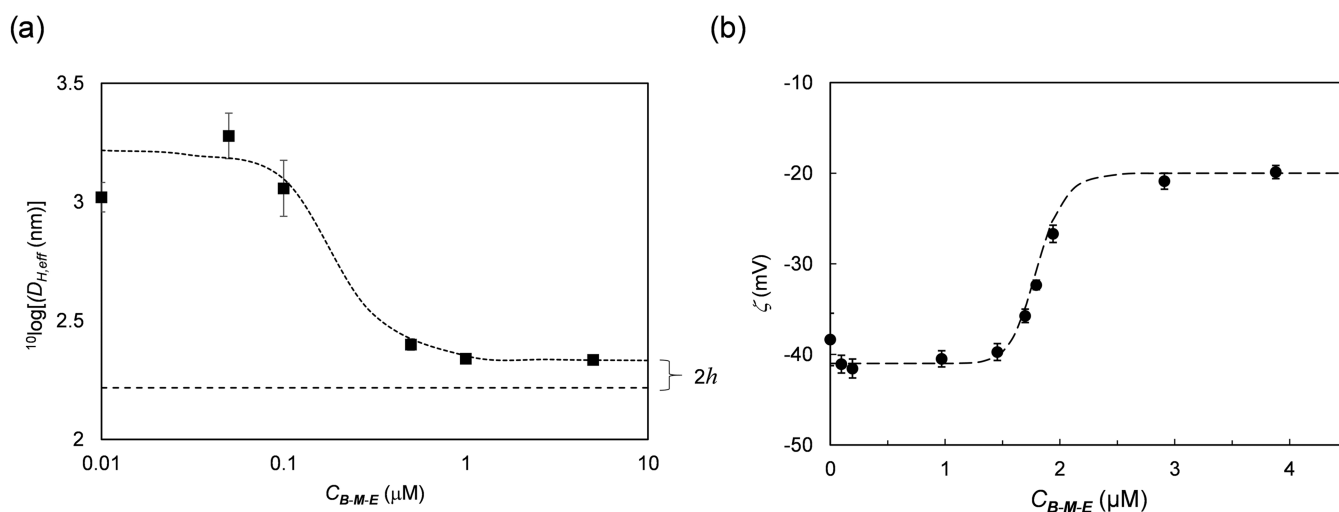 (a)
3.5
3
2.5
2
¹⁰log[(D_H,eff (nm)]
0.01
0.1
1
10
C_B-M-E (μM)
2h
(b)
-10
-20
-30
-40
-50
ζ (mV)
0
1
2
3
4
C_B-M-E (μM)